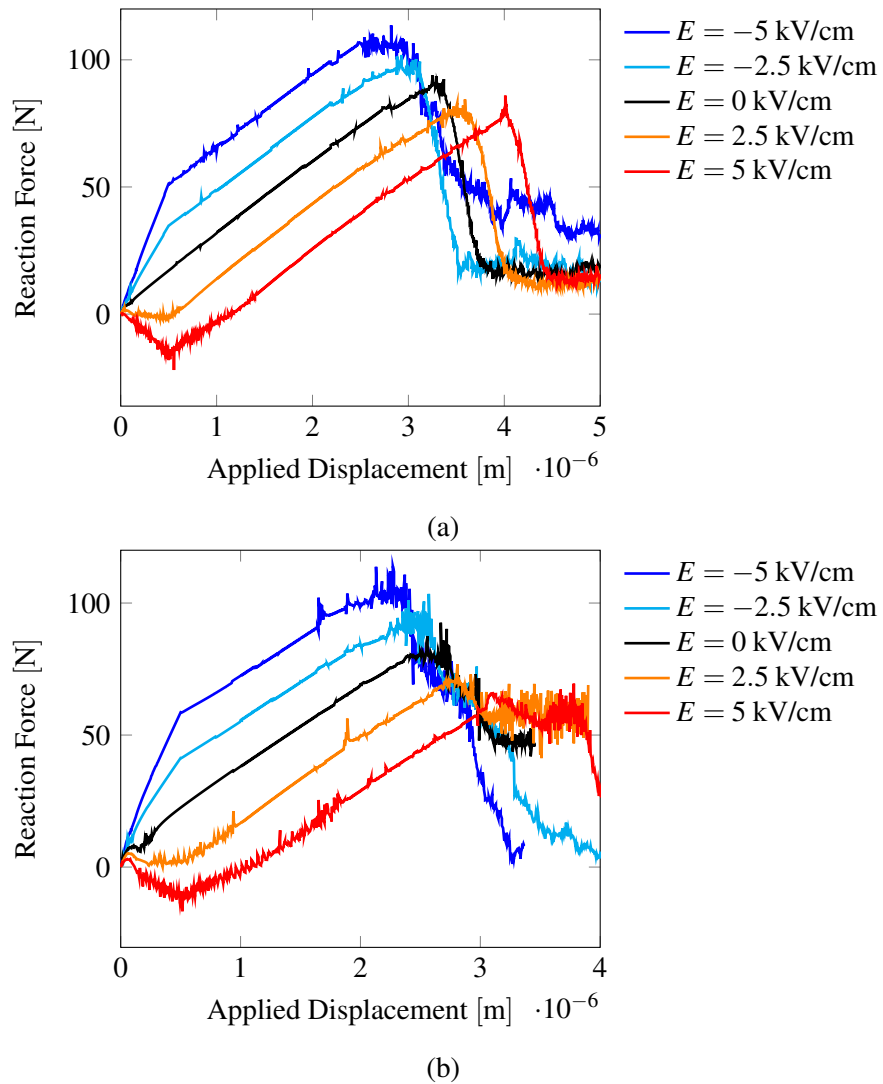 E = −5 kV/cm
E = −2.5 kV/cm
E = 0 kV/cm
E = 2.5 kV/cm
E = 5 kV/cm
Reaction Force [N]
100
50
0
0 1 2 3 4 5
Applied Displacement [m] ·10⁻⁶
(a)
E = −5 kV/cm
E = −2.5 kV/cm
E = 0 kV/cm
E = 2.5 kV/cm
E = 5 kV/cm
Reaction Force [N]
100
50
0
0 1 2 3 4
Applied Displacement [m] ·10⁻⁶
(b)